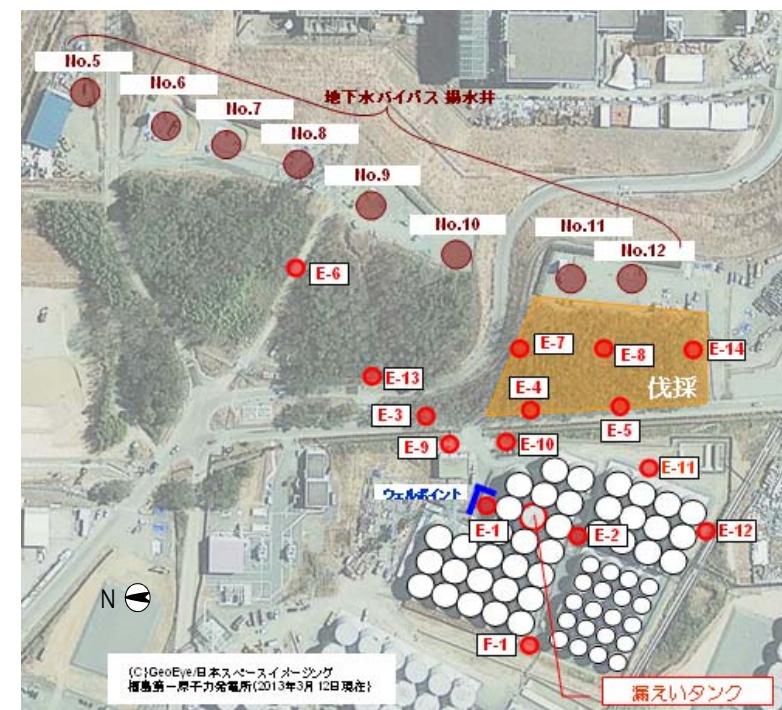 No.5
No.6
No.7
No.8
No.9
No.10
No.11
No.12
地下水バイパス 揚水井
E-6
E-7
E-8
E-14
E-13
E-4
伐採
E-3
E-5
E-9
E-10
E-11
ウェルポイント
E-1
E-2
E-12
N
F-1
(C)GeoEye/日本スペースイメージング
福島第一原子力発電所(2013年3月12日現在)
漏えいタンク